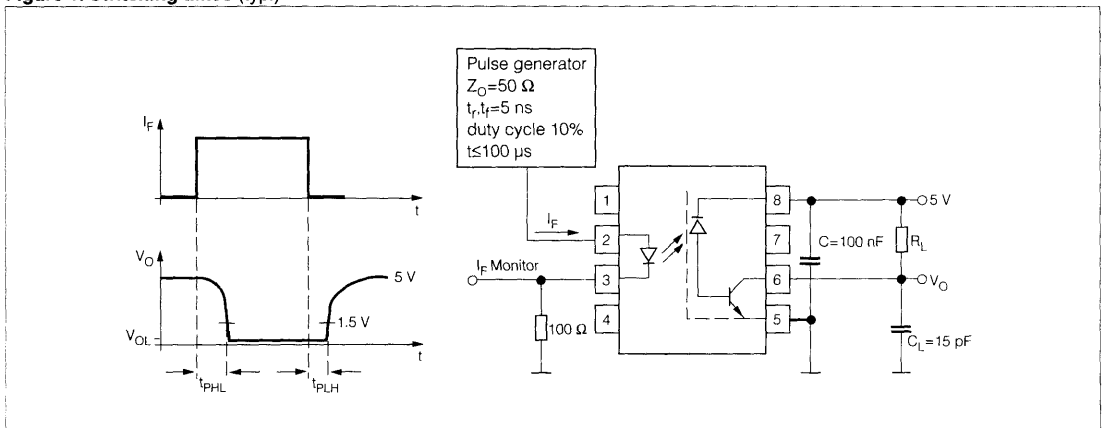 Figure 1. Switching times (typ.)
Pulse generator
Z_O=50 Ω
t_r,t_f=5 ns
duty cycle 10%
t≤100 µs
I_F
t
V_O
5 V
1.5 V
V_OL
t
t_PHL
t_PLH
I_F
I_F Monitor
100 Ω
1
2
3
4
8
7
6
5
C=100 nF
5 V
R_L
V_O
C_L=15 pF